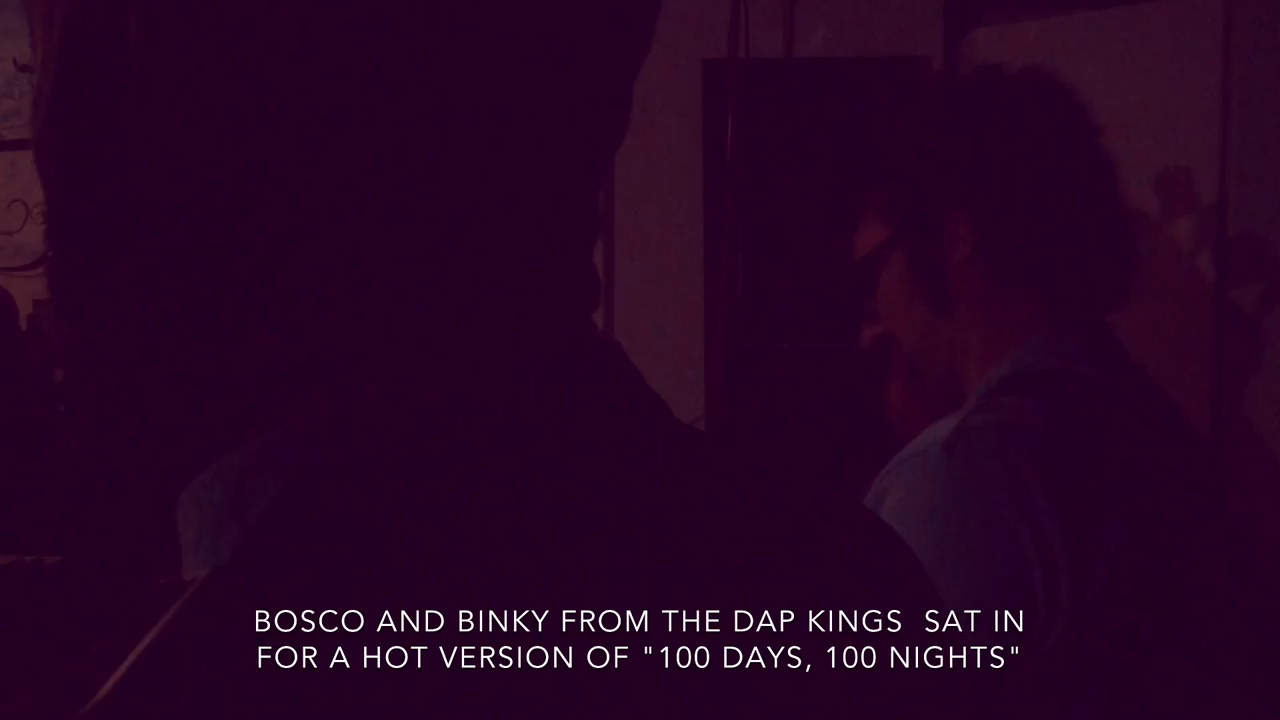 BOSCO AND BINKY FROM THE DAP KINGS  SAT IN
FOR A HOT VERSION OF "100 DAYS, 100 NIGHTS"